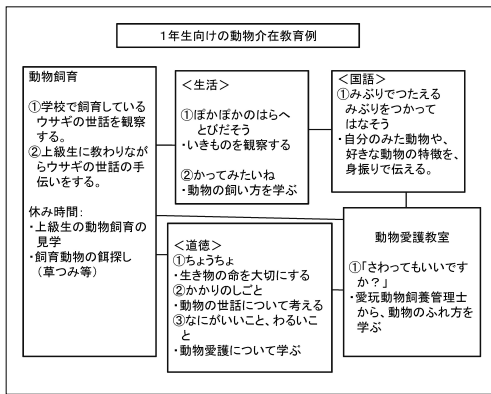 1年生向けの動物介在教育例
動物飼育
①学校で飼育している
ウサギの世話を観察
する。
②上級生に教わりなが
らウサギの世話の手
伝いをする。
休み時間:
・上級生の動物飼育の
見学
・飼育動物の餌探し
(草つみ等)
<生活>
①ぽかぽかのはらへ
とびだそう
・いきものを観察する
②かってみたいね
・動物の飼い方を学ぶ
<国語>
①みぶりでつたえる
みぶりをつかって
はなそう
・自分のみた動物や、
好きな動物の特徴を、
身振りで伝える。
<道徳>
①ちょうちょ
・生き物の命を大切にする
②かかりのしごと
・動物の世話について考える
③なにがいいこと、わるいこ
と
・動物愛護について学ぶ
動物愛護教室
①「さわってもいいです
か?」
・愛玩動物飼養管理士
から、動物のふれ方を
学ぶ